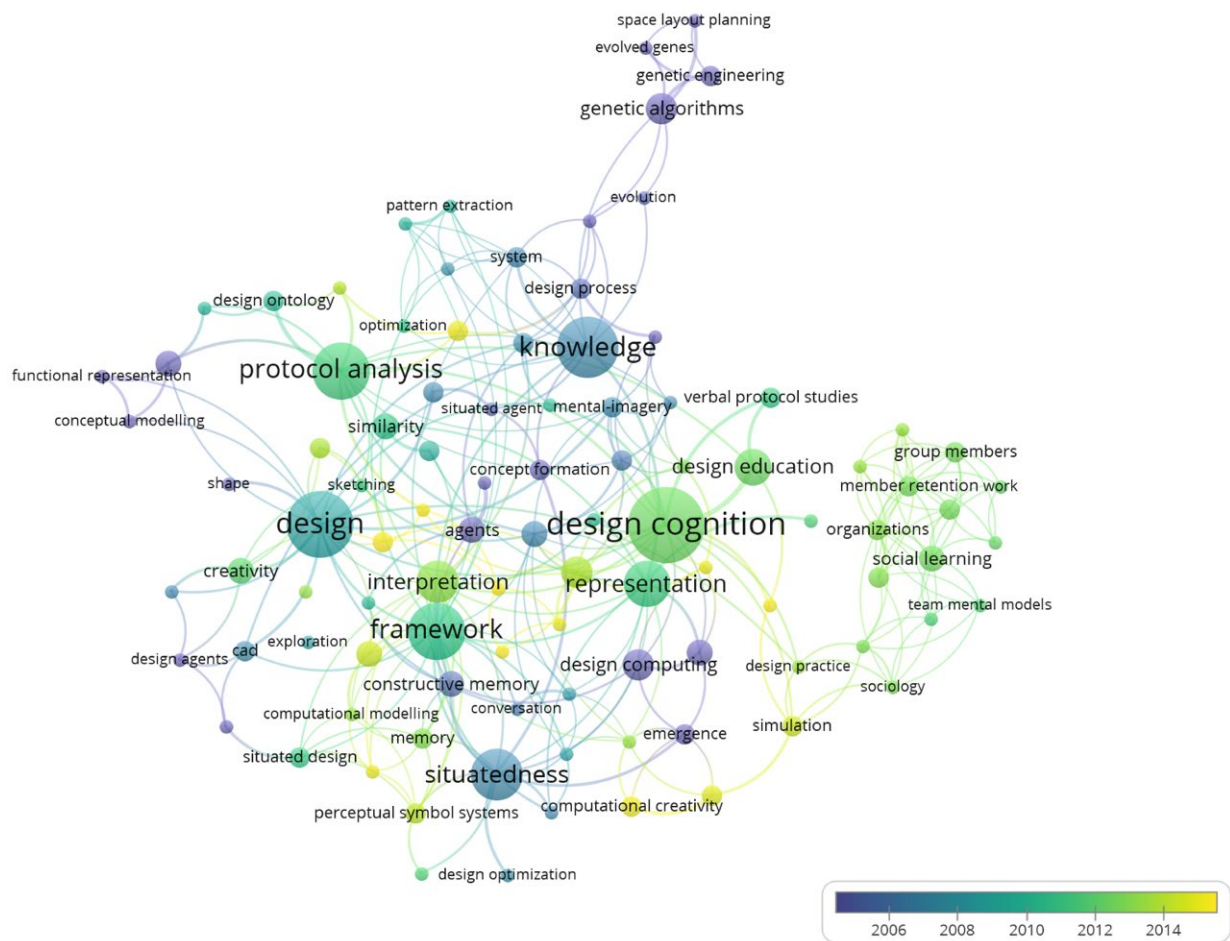 space layout planning
evolved genes
genetic engineering
genetic algorithms
evolution
pattern extraction
system
design process
design ontology
optimization
knowledge
protocol analysis
functional representation
conceptual modelling
situated agent
mental-imagery
verbal protocol studies
similarity
group members
concept formation
design education
shape
sketching
member retention work
design
design cognition
agents
organizations
social learning
creativity
interpretation
representation
team mental models
framework
exploration
design agents
cad
design computing
design practice
constructive memory
sociology
conversation
computational modelling
memory
emergence
simulation
situated design
situatedness
computational creativity
perceptual symbol systems
design optimization
2006 2008 2010 2012 2014